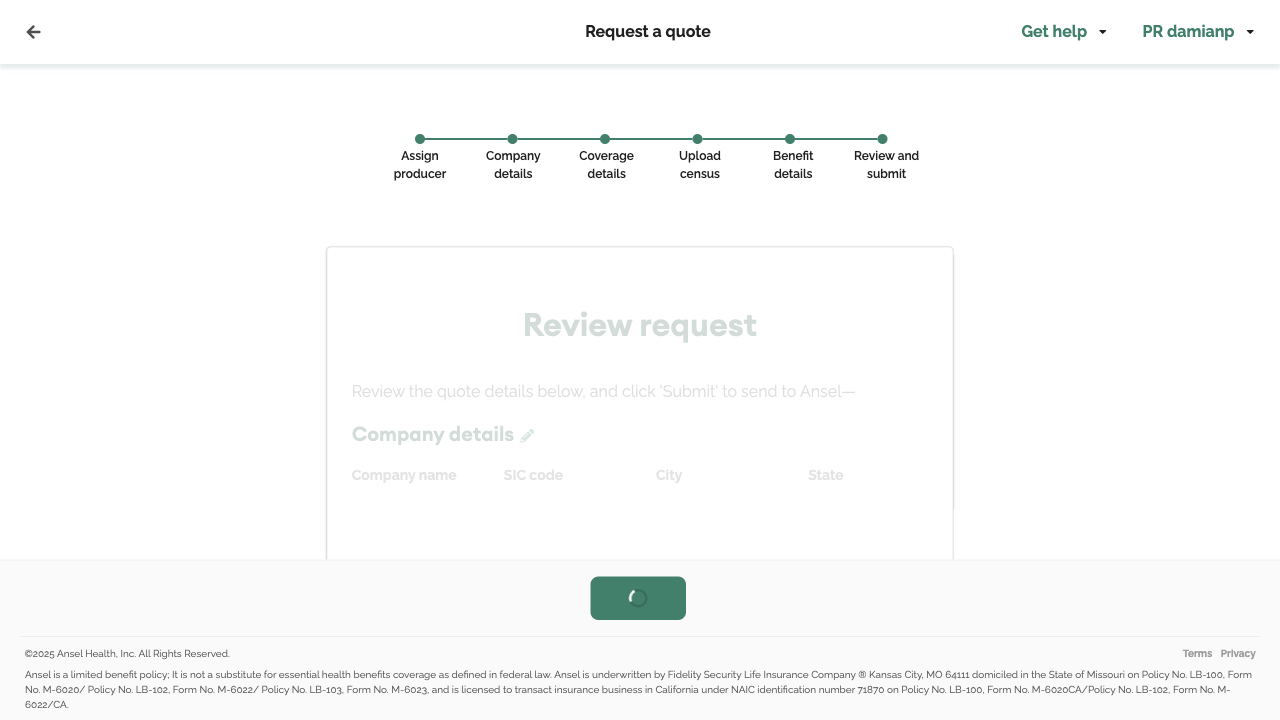 Request a quote
Get help
PR damianp
Assign
producer
Company
details
Coverage
details
Upload
census
Benefit
details
Review and
submit
Review request
Review the quote details below, and click 'Submit' to send to Ansel—
Company details
Company name SIC code City State
©2025 Ansel Health, Inc. All Rights Reserved.
Terms Privacy
Ansel is a limited benefit policy; It is not a substitute for essential health benefits coverage as defined in federal law. Ansel is underwritten by Fidelity Security Life Insurance Company ® Kansas City, MO 64111 domiciled in the State of Missouri on Policy No. LB-100, Form
No. M-6020/ Policy No. LB-102, Form No. M-6022/ Policy No. LB-103, Form No. M-6023, and is licensed to transact insurance business in California under NAIC identification number 71870 on Policy No. LB-100, Form No. M-6020CA/Policy No. LB-102, Form No. M-
6022/CA.